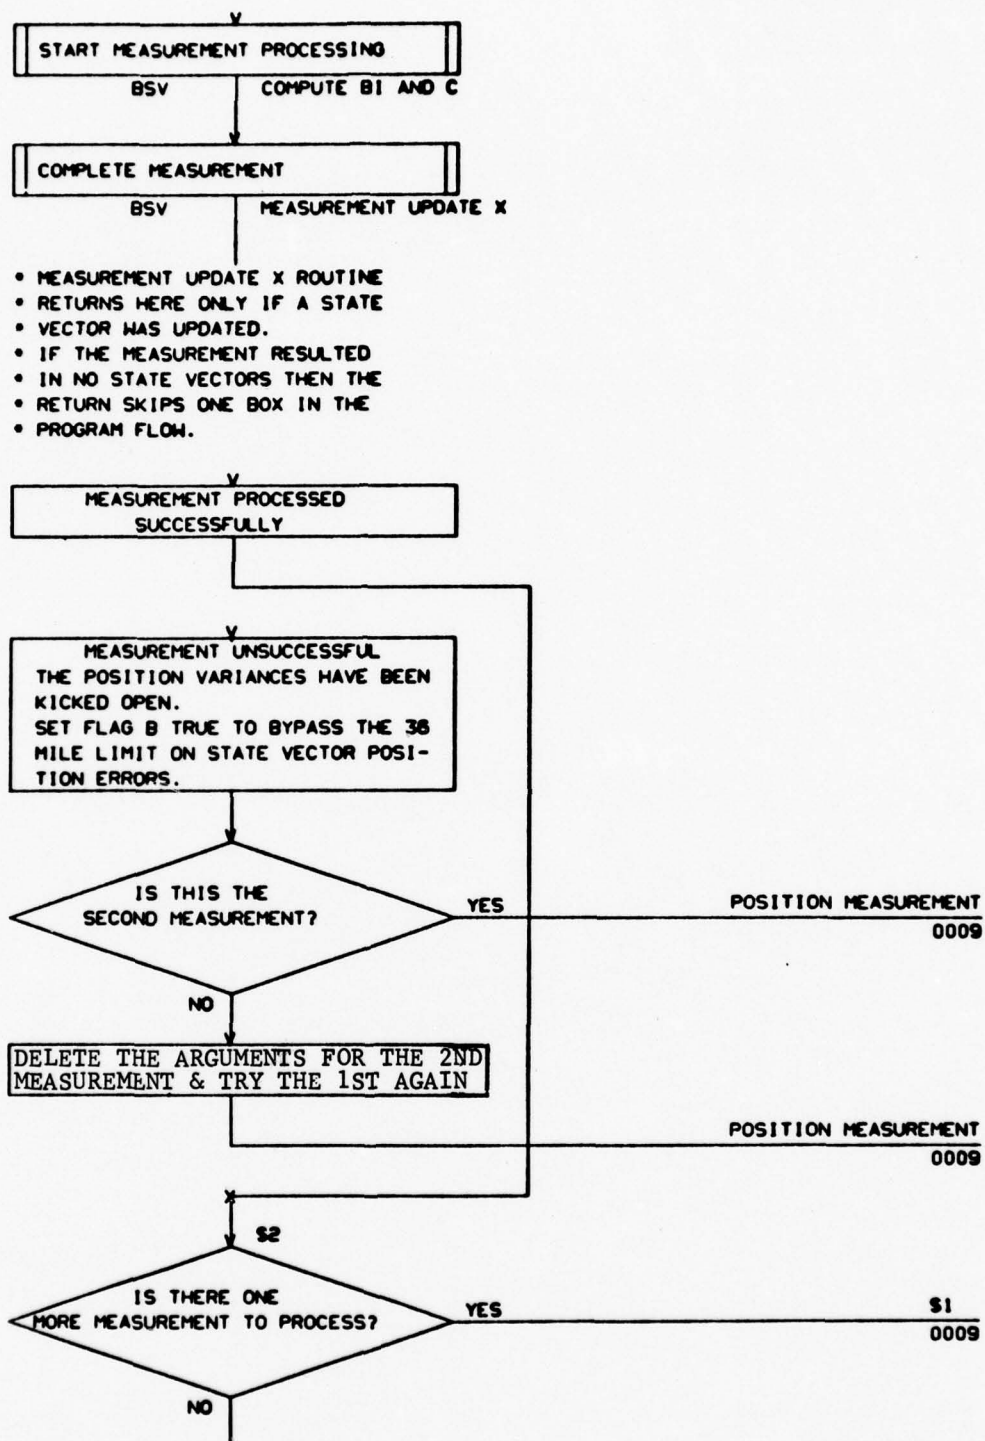 START MEASUREMENT PROCESSING
BSV COMPUTE B1 AND C
COMPLETE MEASUREMENT
BSV MEASUREMENT UPDATE X
* MEASUREMENT UPDATE X ROUTINE
* RETURNS HERE ONLY IF A STATE
* VECTOR WAS UPDATED.
* IF THE MEASUREMENT RESULTED
* IN NO STATE VECTORS THEN THE
* RETURN SKIPS ONE BOX IN THE
* PROGRAM FLOW.
MEASUREMENT PROCESSED
SUCCESSFULLY
MEASUREMENT UNSUCCESSFUL
THE POSITION VARIANCES HAVE BEEN
KICKED OPEN.
SET FLAG B TRUE TO BYPASS THE 36
MILE LIMIT ON STATE VECTOR POSI-
TION ERRORS.
IS THIS THE
SECOND MEASUREMENT?
YES
POSITION MEASUREMENT
0009
NO
DELETE THE ARGUMENTS FOR THE 2ND
MEASUREMENT & TRY THE 1ST AGAIN
POSITION MEASUREMENT
0009
X
$2
IS THERE ONE
MORE MEASUREMENT TO PROCESS?
YES
$1
0009
NO